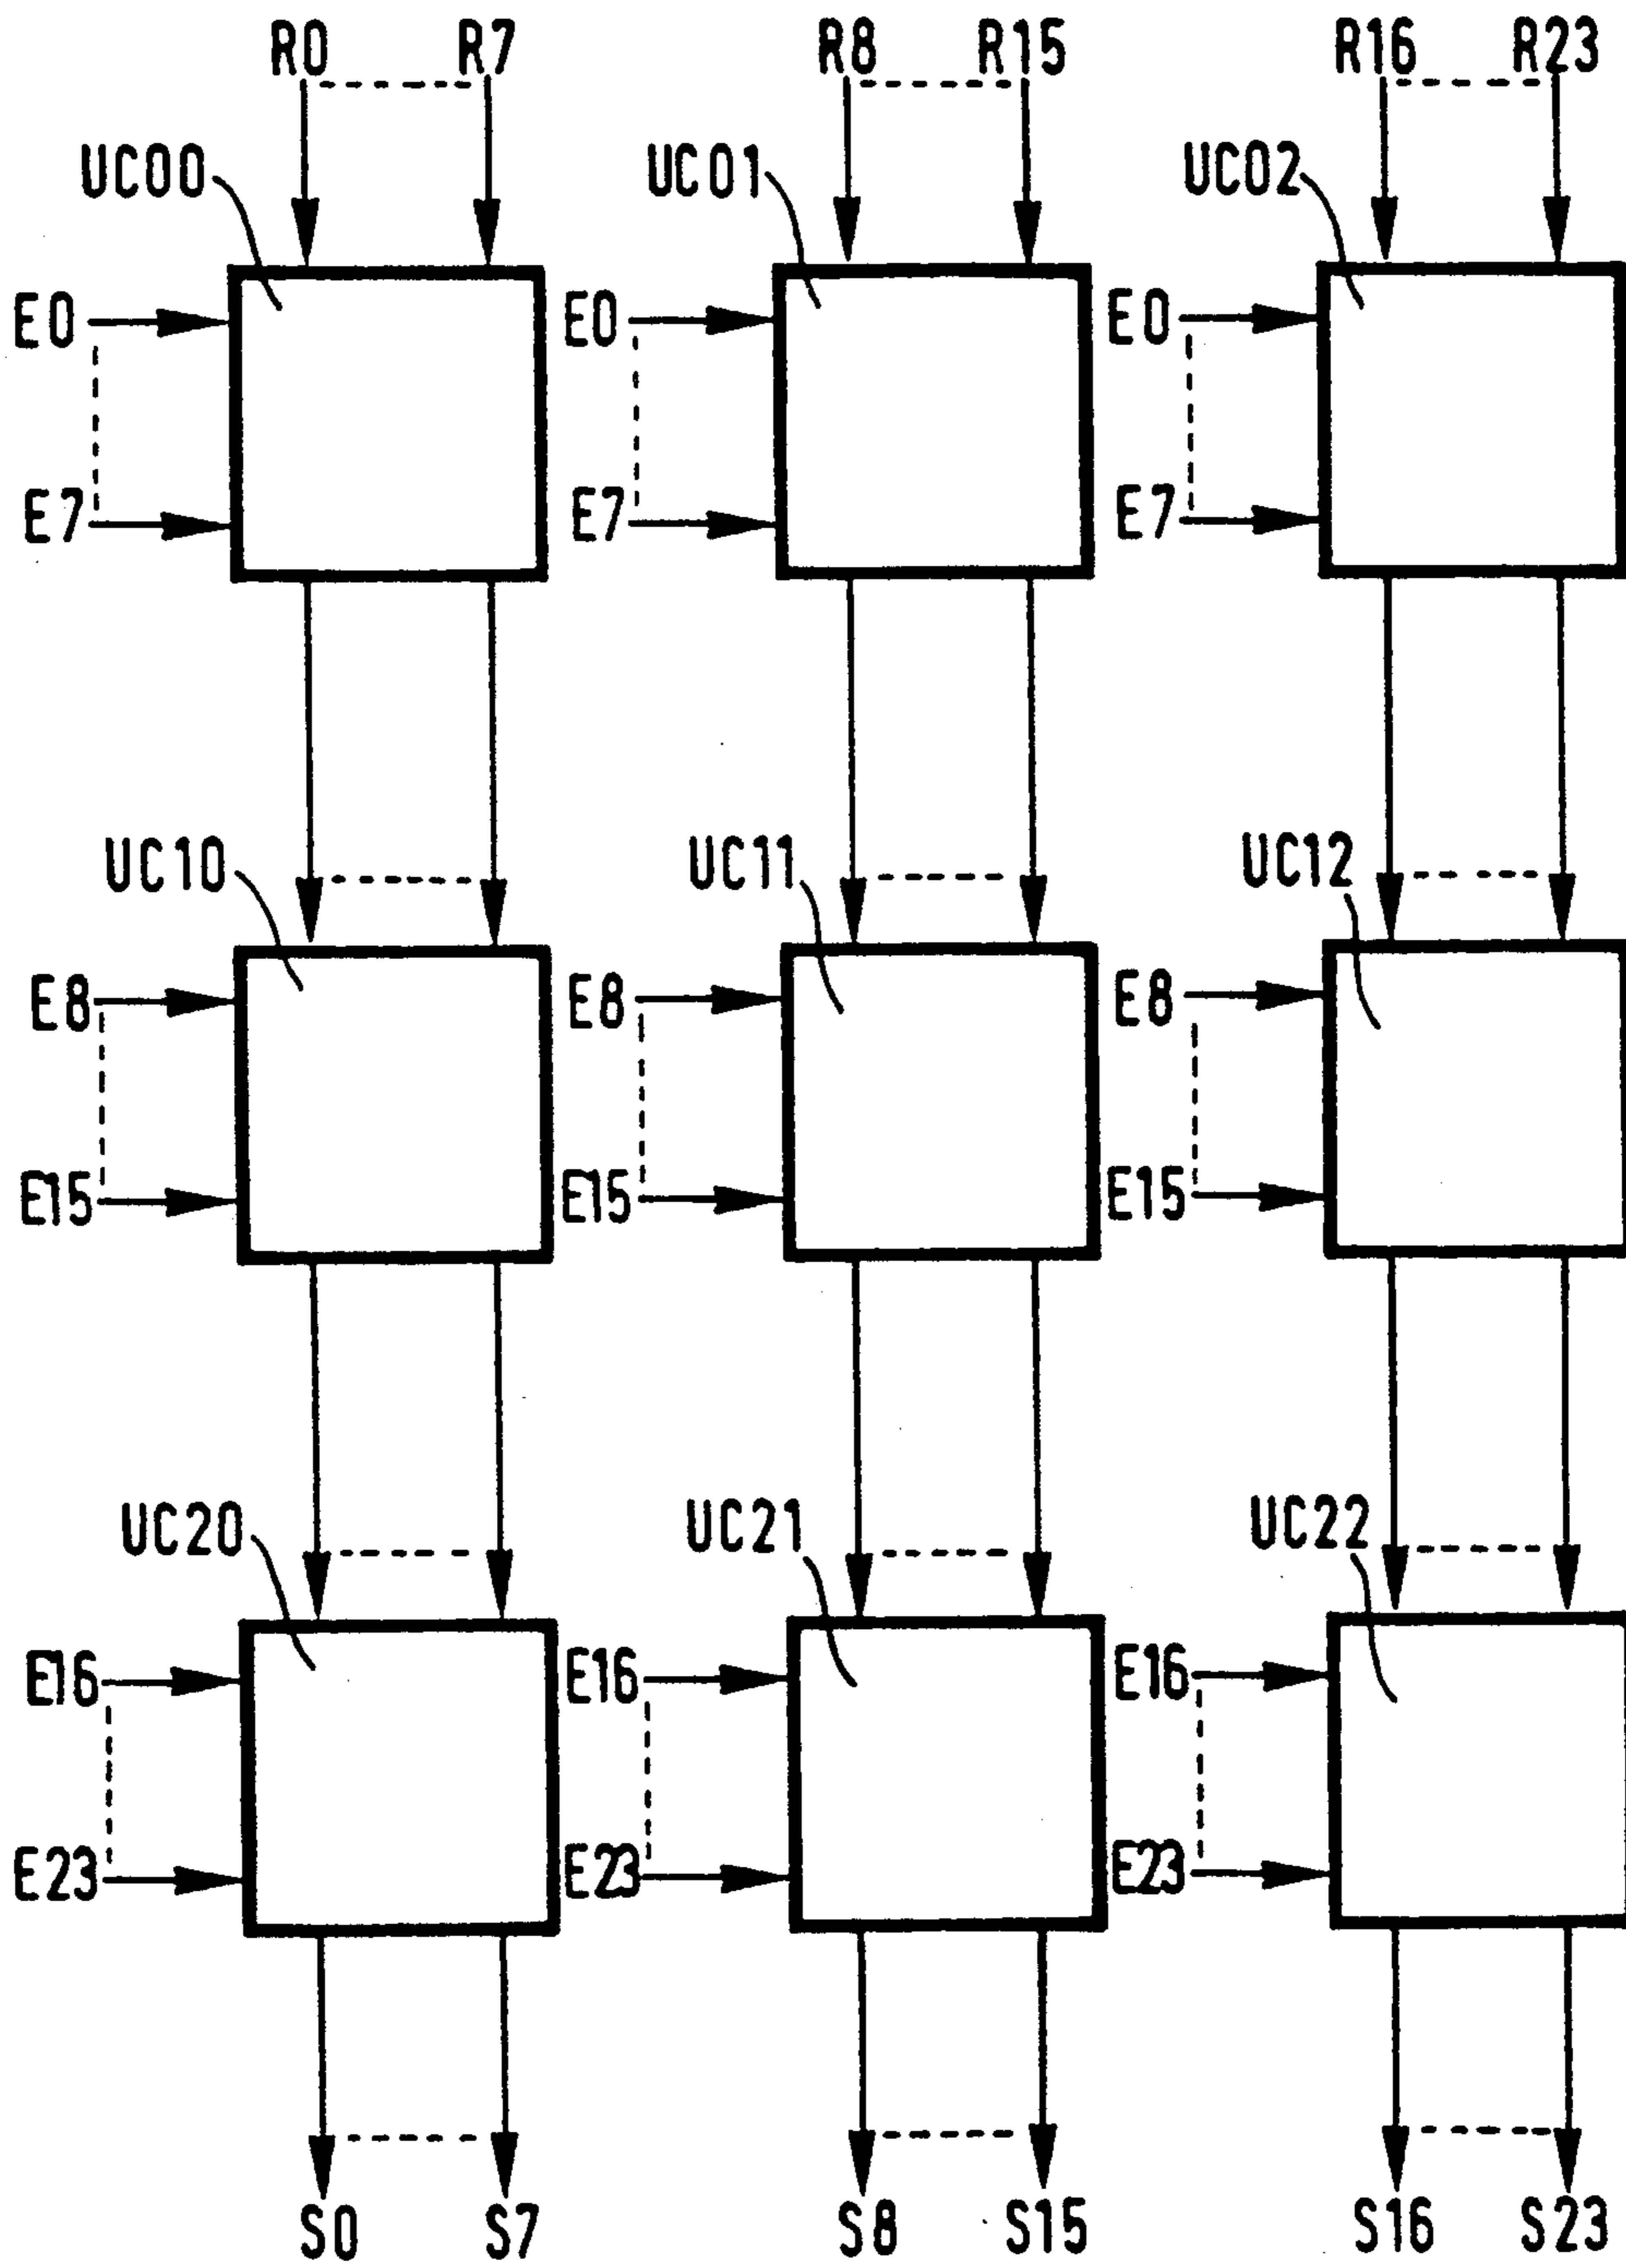 R0 R7 R8 R15 R16 R23
UC00 UC01 UC02
E0 E0 E0
E7 E7 E7
UC10 UC11 UC12
E8 E8 E8
E15 E15 E15
UC20 UC21 UC22
E16 E16 E16
E23 E23 E23
S0 S7 S8 S15 S16 S23